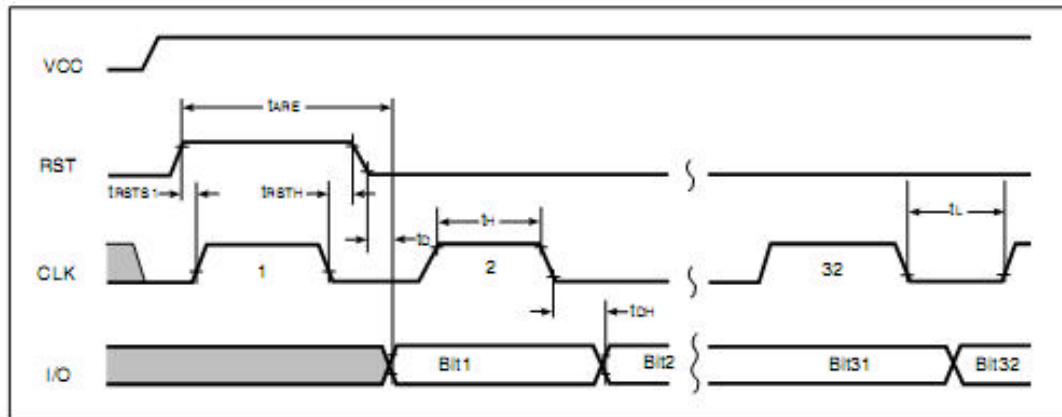 VCC
tARE
RST
tRSTS1
tRSTH
tH
tL
tD
CLK
1
2
32
tDH
I/O
Bit1
Bit2
Bit31
Bit32